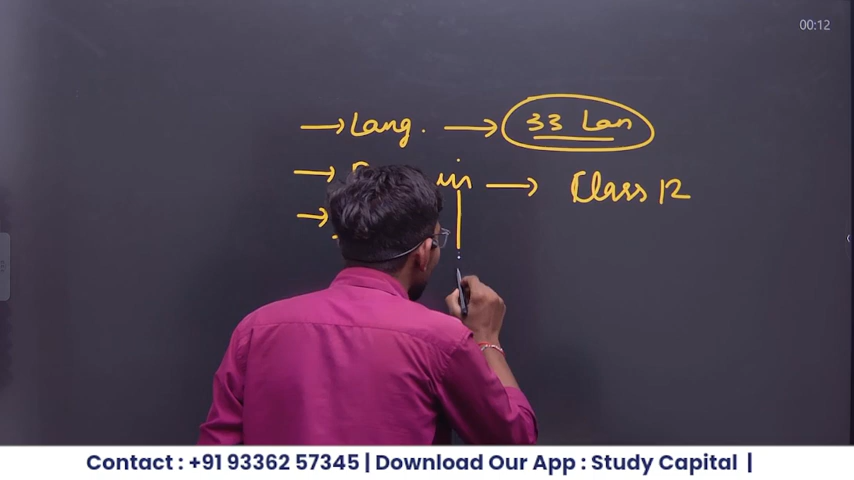 00:12
→ Lang. → 33 Lan
→ → Class 12
→
Contact : +91 93362 57345 | Download Our App : Study Capital |